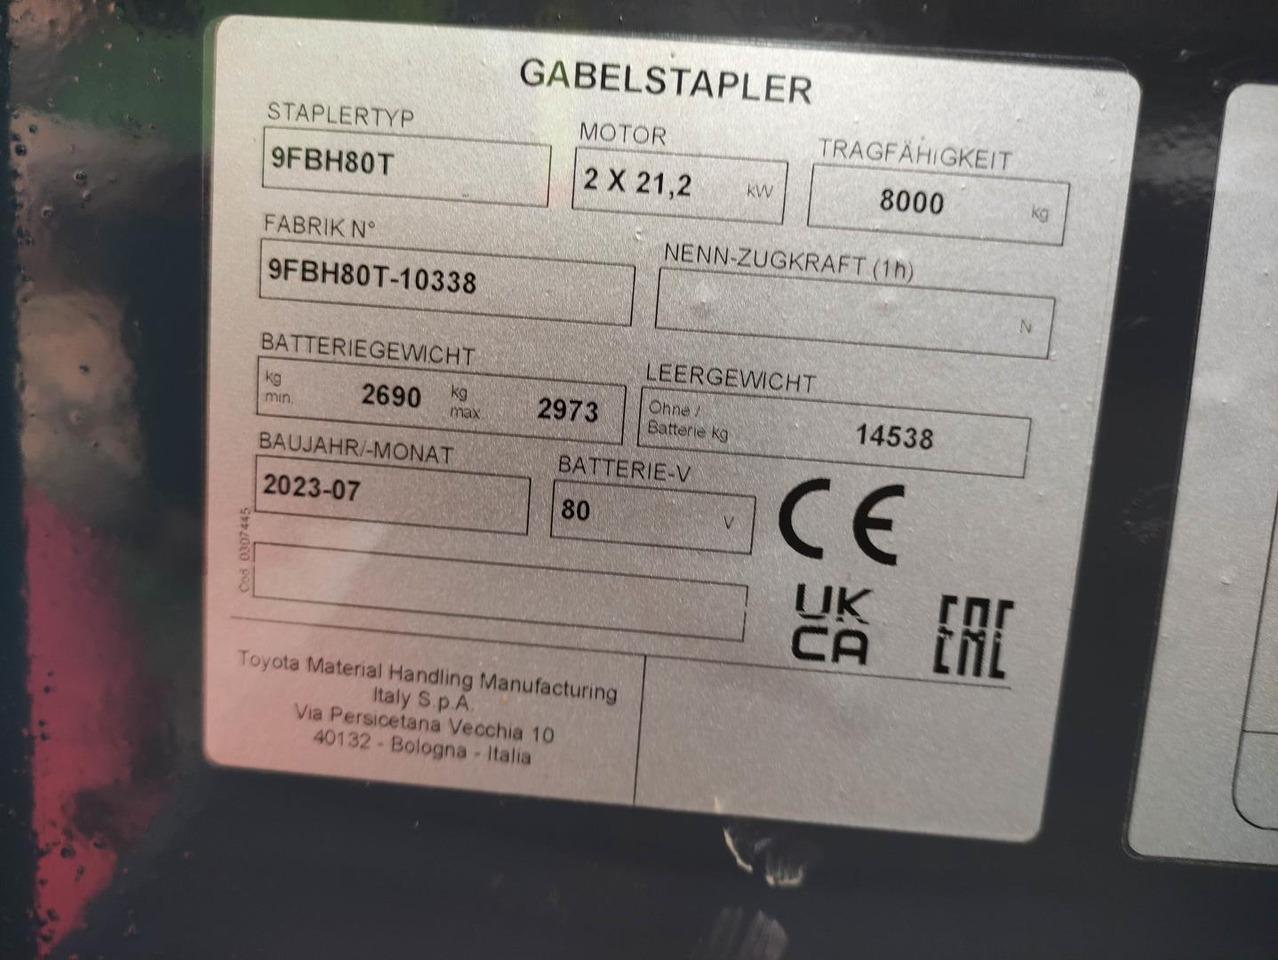 GABELSTAPLER
STAPLERTYP
9FBH80T
MOTOR
2 X 21,2 kW
TRAGFÄHIGKEIT
8000 kg
FABRIK N°
9FBH80T-10338
NENN-ZUGKRAFT (1h)
N
BATTERIEGEWICHT
kg min. 2690 kg max. 2973
LEERGEWICHT
Ohne / Batterie kg 14538
BAUJAHR/-MONAT
2023-07
BATTERIE-V
80 V
CE
Cod. 0307445
UK
CA
EAC
Toyota Material Handling Manufacturing
Italy S.p.A.
Via Persicetana Vecchia 10
40132 - Bologna - Italia